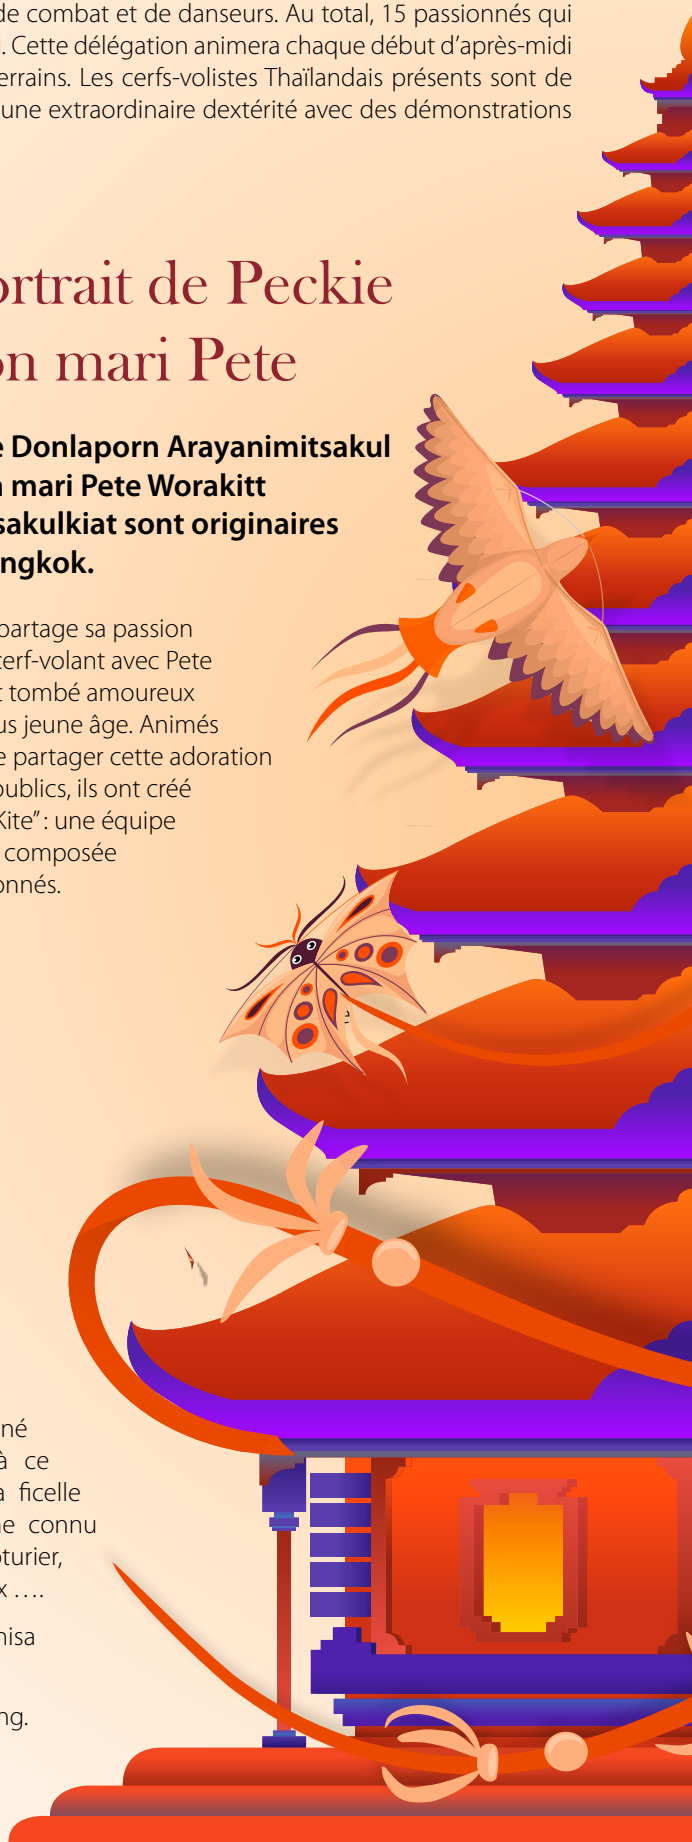 de combat et de danseurs. Au total, 15 passionnés qui
. Cette délégation animera chaque début d’après-midi
errains. Les cerfs-volistes Thaïlandais présents sont de
une extraordinaire dextérité avec des démonstrations
ortrait de Peckie
on mari Pete
e Donlaporn Arayanimitsakul
n mari Pete Worakitt
sakulkiat sont originaires
ngkok.
partage sa passion
cerf-volant avec Pete
t tombé amoureux
us jeune âge. Animés
e partager cette adoration
publics, ils ont créé
Kite” : une équipe
composée
onnés.
né
à ce
a ficelle
ne connu
oturier,
x ….
nisa
ng.